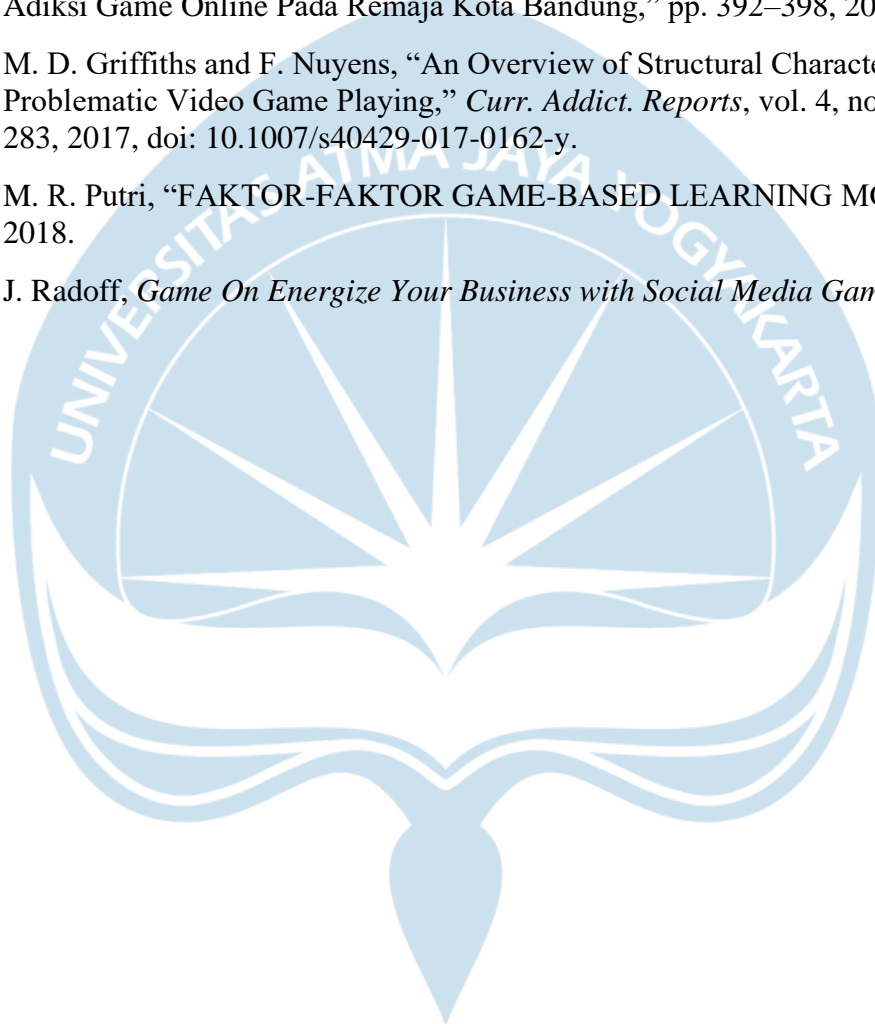 Adiksi Game Online Pada Remaja Kota Bandung,” pp. 392–398, 20
M. D. Griffiths and F. Nuyens, “An Overview of Structural Characte
Problematic Video Game Playing,” Curr. Addict. Reports, vol. 4, no
283, 2017, doi: 10.1007/s40429-017-0162-y.
UNIVERSITAS ATMA JAYA YOGYAKARTA
M. R. Putri, “FAKTOR-FAKTOR GAME-BASED LEARNING MO
2018.
J. Radoff, Game On Energize Your Business with Social Media Gam